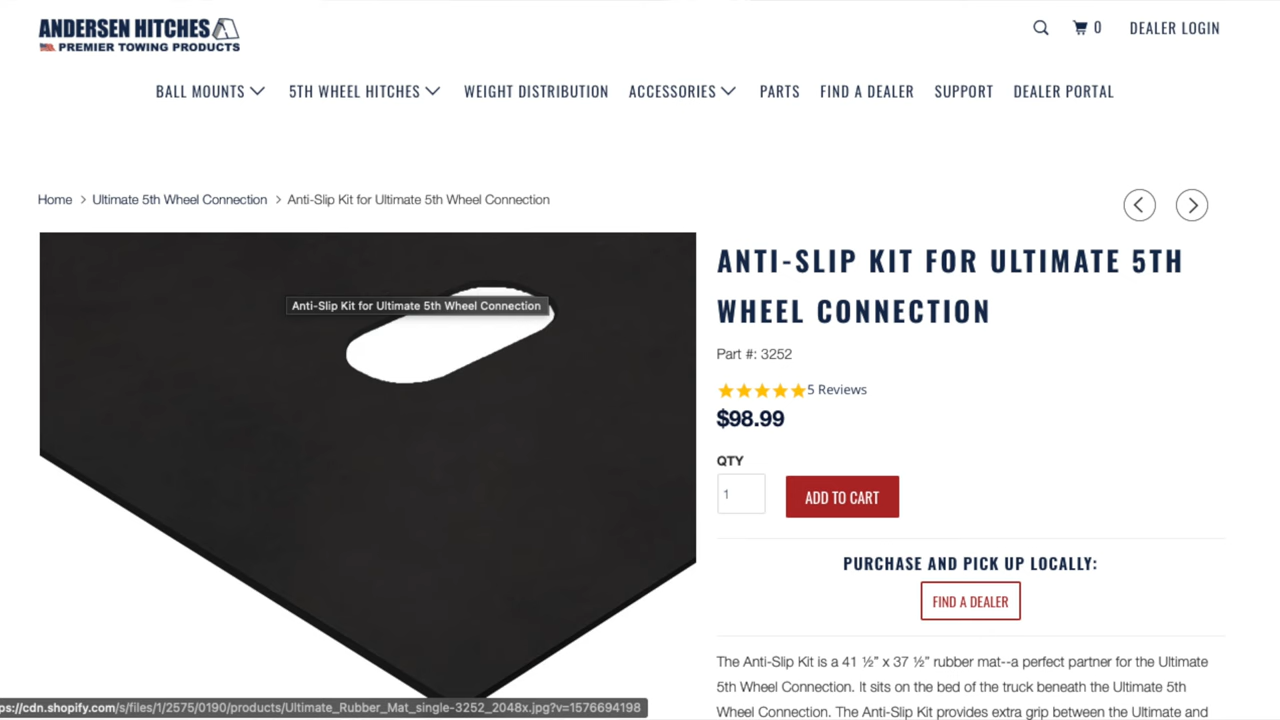 ANDERSEN HITCHES
PREMIER TOWING PRODUCTS
0
DEALER LOGIN
BALL MOUNTS
5TH WHEEL HITCHES
WEIGHT DISTRIBUTION
ACCESSORIES
PARTS
FIND A DEALER
SUPPORT
DEALER PORTAL
Home > Ultimate 5th Wheel Connection > Anti-Slip Kit for Ultimate 5th Wheel Connection
Anti-Slip Kit for Ultimate 5th Wheel Connection
ANTI-SLIP KIT FOR ULTIMATE 5TH
WHEEL CONNECTION
Part #: 3252
5 Reviews
$98.99
QTY
1
ADD TO CART
PURCHASE AND PICK UP LOCALLY:
FIND A DEALER
The Anti-Slip Kit is a 41 ½” x 37 ½” rubber mat--a perfect partner for the Ultimate
5th Wheel Connection. It sits on the bed of the truck beneath the Ultimate 5th
Wheel Connection. The Anti-Slip Kit provides extra grip between the Ultimate and
ps://cdn.shopify.com/s/files/1/2575/0190/products/Ultimate_Rubber_Mat_single-3252_2048x.jpg?v=1576694198